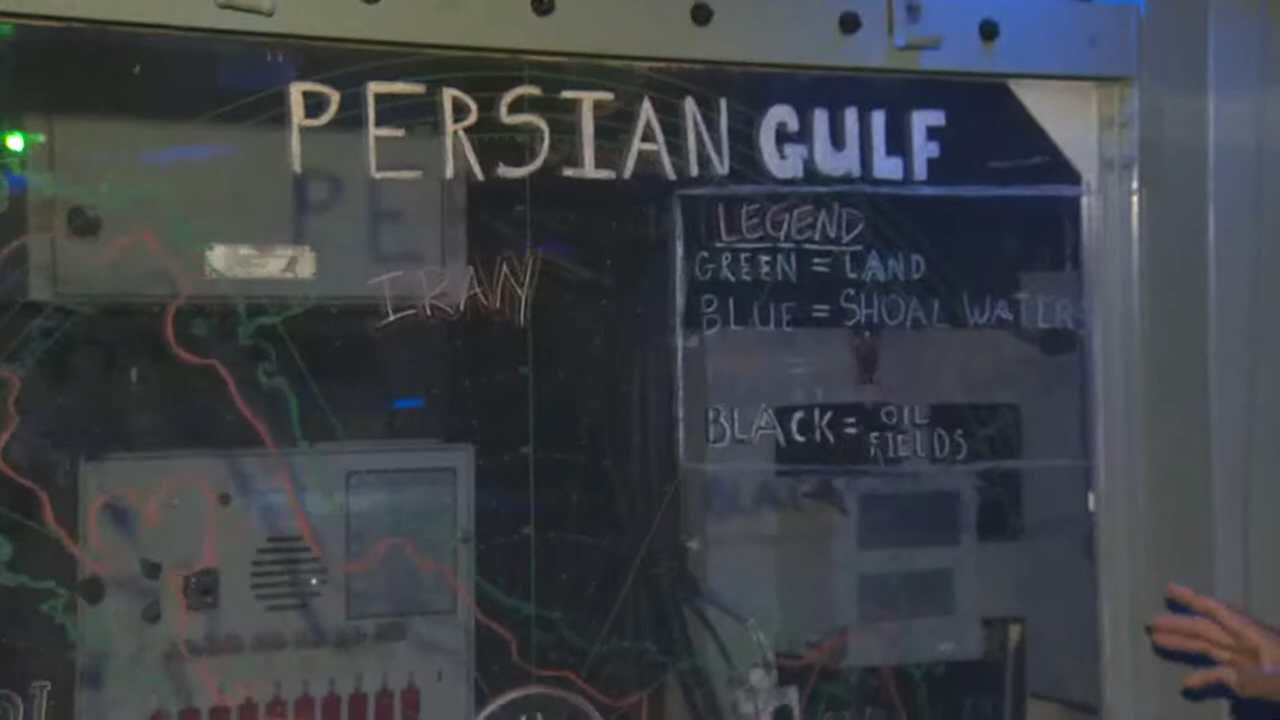 PERSIAN GULF
LEGEND
GREEN = LAND
BLUE = SHOAL WATERS
IRAN
BLACK = OIL
FIELDS